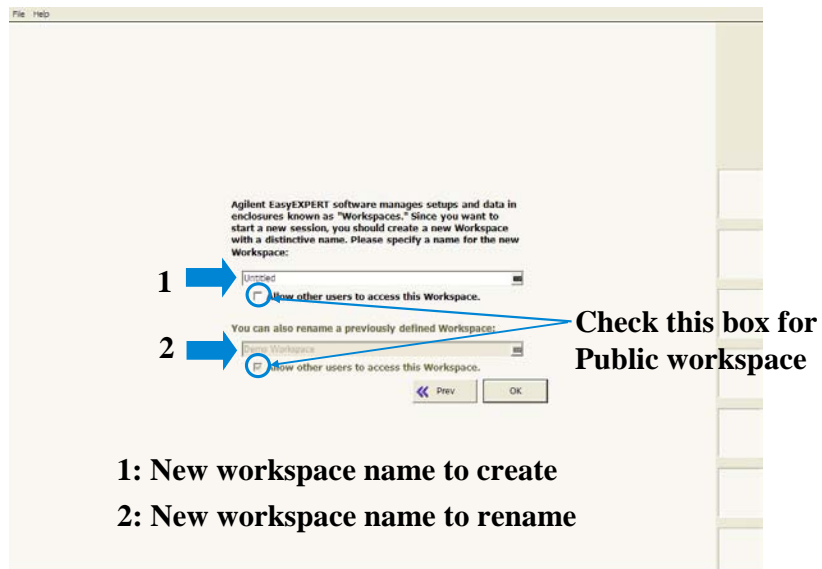 File Help
Agilent EasyEXPERT software manages setups and data in
enclosures known as "Workspaces." Since you want to
start a new session, you should create a new Workspace
with a distinctive name. Please specify a name for the new
Workspace:
1
Untitled
Allow other users to access this Workspace.
You can also rename a previously defined Workspace:
2
Demo Workspace
Allow other users to access this Workspace.
Check this box for
Public workspace
Prev OK
1: New workspace name to create
2: New workspace name to rename